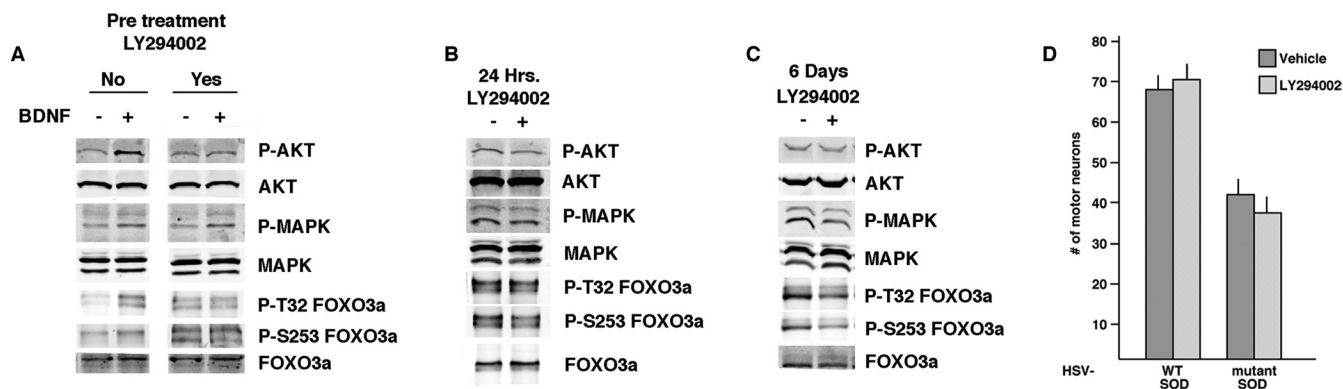 A
Pre treatment
LY294002
No Yes
BDNF - + - +
P-AKT
AKT
P-MAPK
MAPK
P-T32 FOXO3a
P-S253 FOXO3a
FOXO3a
B
24 Hrs.
LY294002
- +
P-AKT
AKT
P-MAPK
MAPK
P-T32 FOXO3a
P-S253 FOXO3a
FOXO3a
C
6 Days
LY294002
- +
P-AKT
AKT
P-MAPK
MAPK
P-T32 FOXO3a
P-S253 FOXO3a
FOXO3a
D
Vehicle
LY294002
# of motor neurons
80
70
60
50
40
30
20
10
HSV- WT mutant
SOD SOD